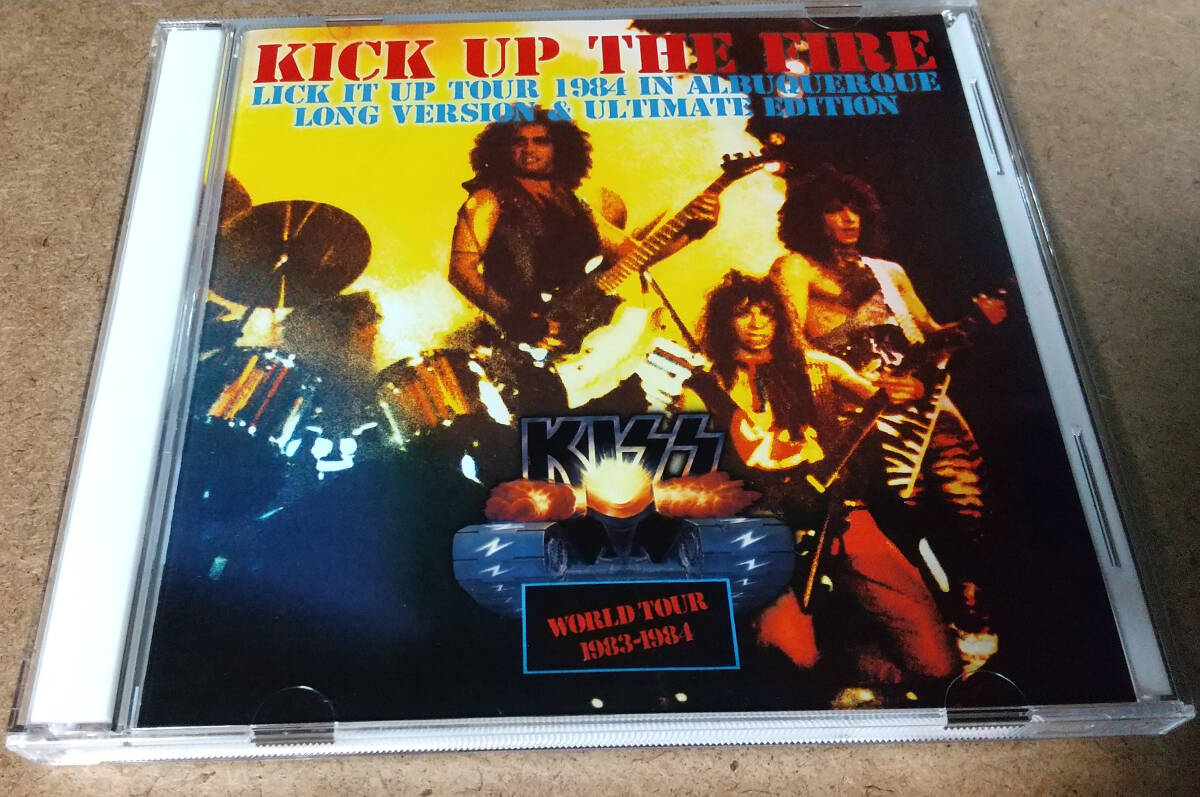 KICK UP THE FIRE
LICK IT UP TOUR 1984 IN ALBUQUERQUE
LONG VERSION & ULTIMATE EDITION
KISS
WORLD TOUR
1983-1984